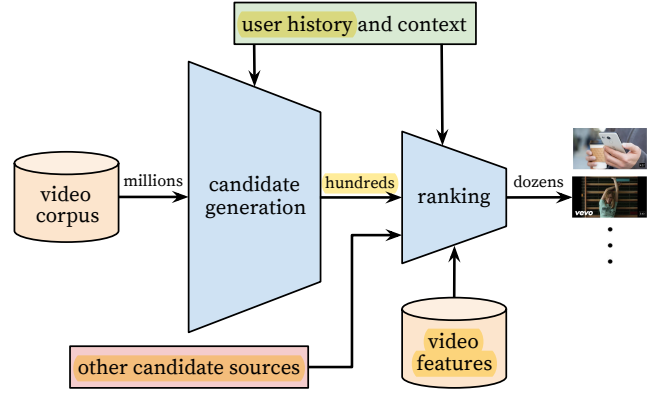 user history and context
video
corpus
millions
candidate
generation
hundreds
ranking
dozens
vevo
other candidate sources
video
features